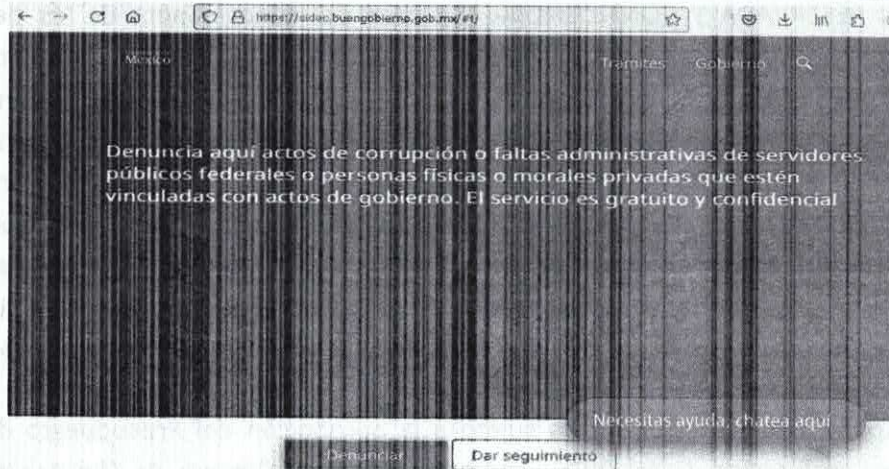 https://sidec.buengobierno.gob.mx/#!/
México
Trámites Gobierno
Denuncia aquí actos de corrupción o faltas administrativas de servidores
públicos federales o personas físicas o morales privadas que estén
vinculadas con actos de gobierno. El servicio es gratuito y confidencial
Necesitas ayuda, chatea aquí
Denunciar Dar seguimiento